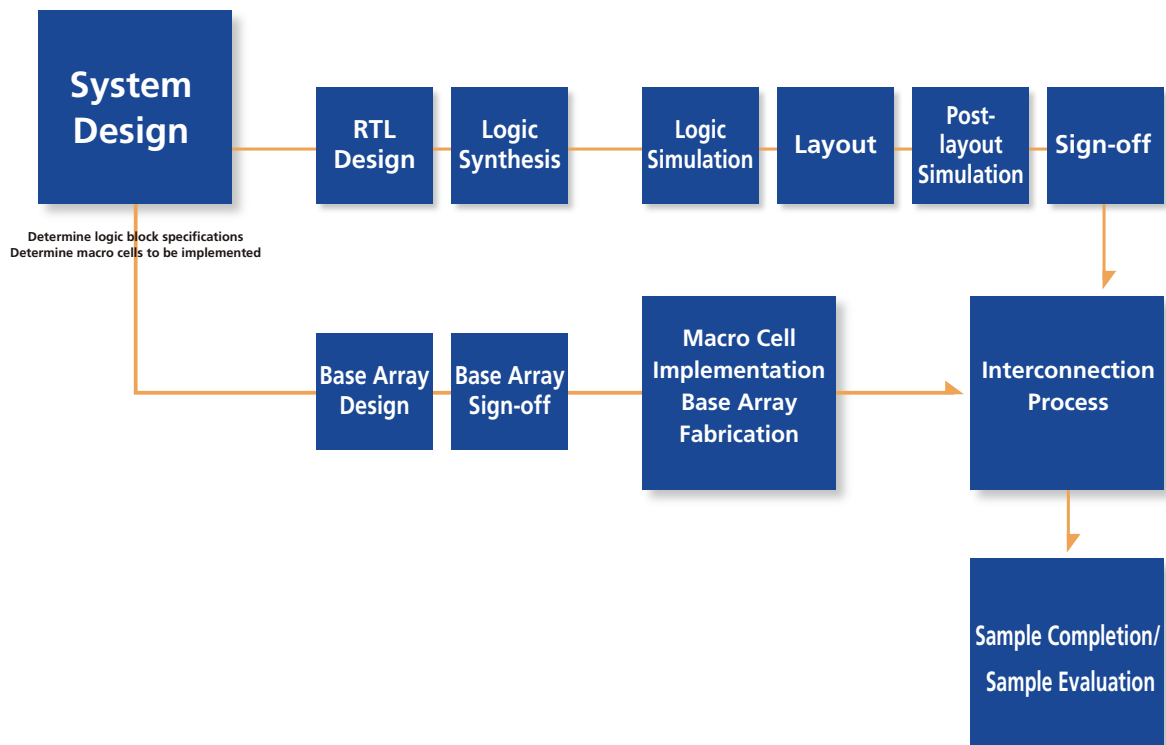 System
Design
RTL
Design
Logic
Synthesis
Logic
Simulation
Layout
Post-
layout
Simulation
Sign-off
Determine logic block specifications
Determine macro cells to be implemented
Base Array
Design
Base Array
Sign-off
Macro Cell
Implementation
Base Array
Fabrication
Interconnection
Process
Sample Completion/
Sample Evaluation